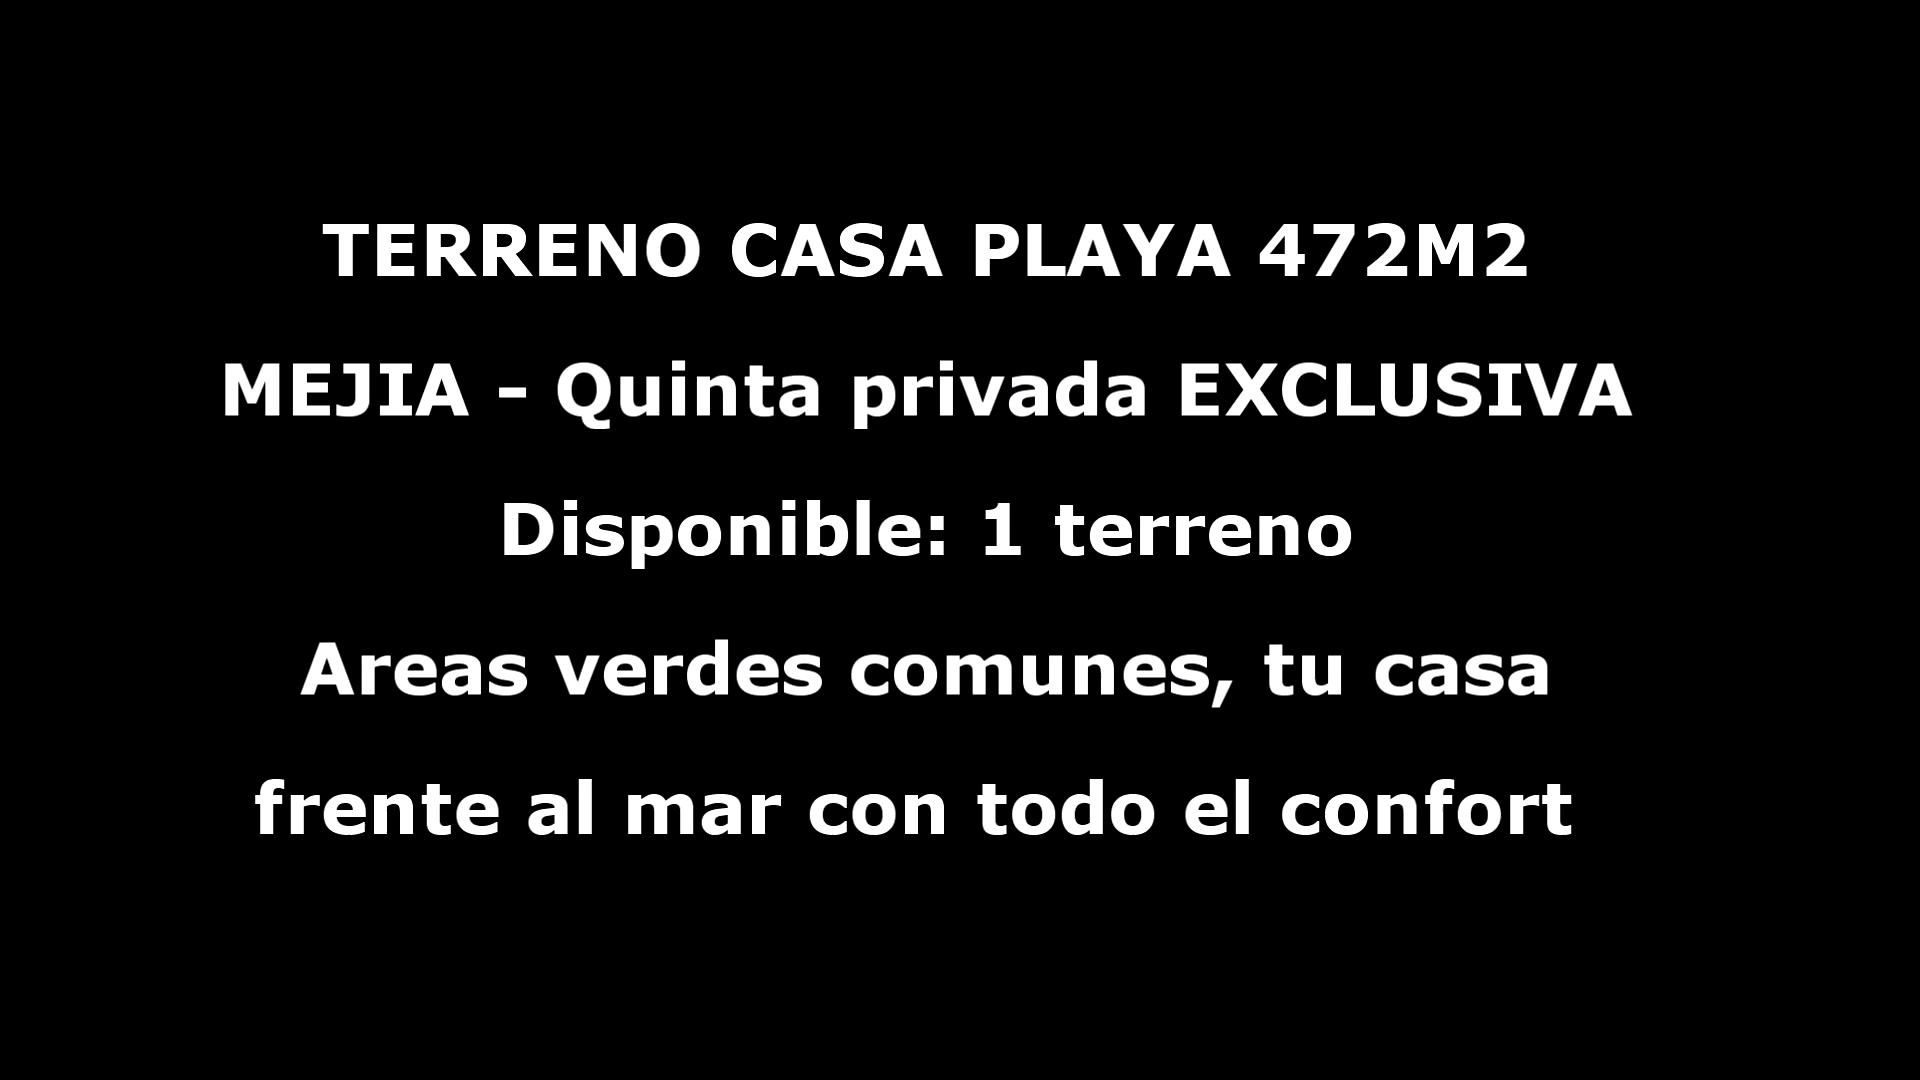 TERRENO CASA PLAYA 472M2
MEJIA - Quinta privada EXCLUSIVA
Disponible: 1 terreno
Areas verdes comunes, tu casa
frente al mar con todo el confort